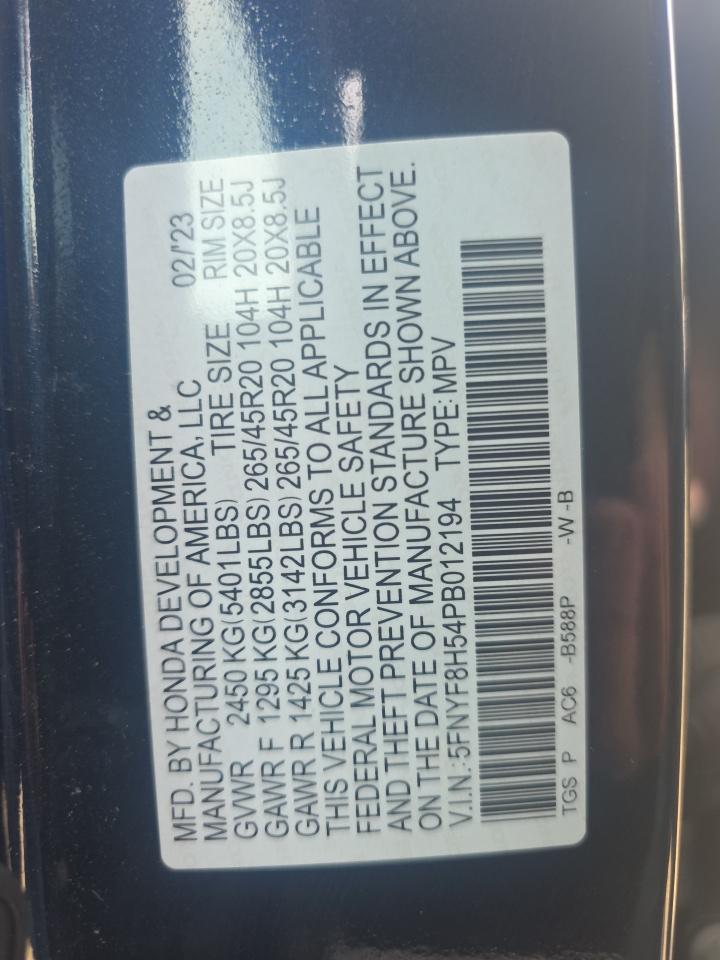 MFD. BY HONDA DEVELOPMENT & 02/'23
MANUFACTURING OF AMERICA, LLC
GVWR 2450 KG(5401LBS) TIRE SIZE RIM SIZE
GAWR F 1295 KG(2855LBS) 265/45R20 104H 20X8.5J
GAWR R 1425 KG(3142LBS) 265/45R20 104H 20X8.5J
THIS VEHICLE CONFORMS TO ALL APPLICABLE
FEDERAL MOTOR VEHICLE SAFETY
AND THEFT PREVENTION STANDARDS IN EFFECT
ON THE DATE OF MANUFACTURE SHOWN ABOVE.
V.I.N.:5FNYF8H54PB012194 TYPE: MPV
TGS P AC6 -B588P -W -B